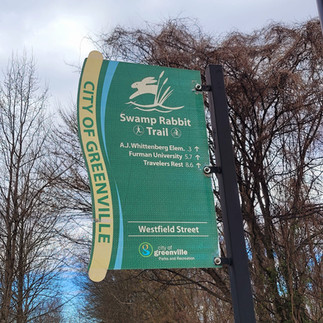 CITY OF GREENVILLE
Swamp Rabbit
Trail
A.J. Whittenberg Elem. .3 ↑
Furman University 5.7 ↑
Travelers Rest 8.6 ↑
Westfield Street
city of
greenville
Parks and Recreation